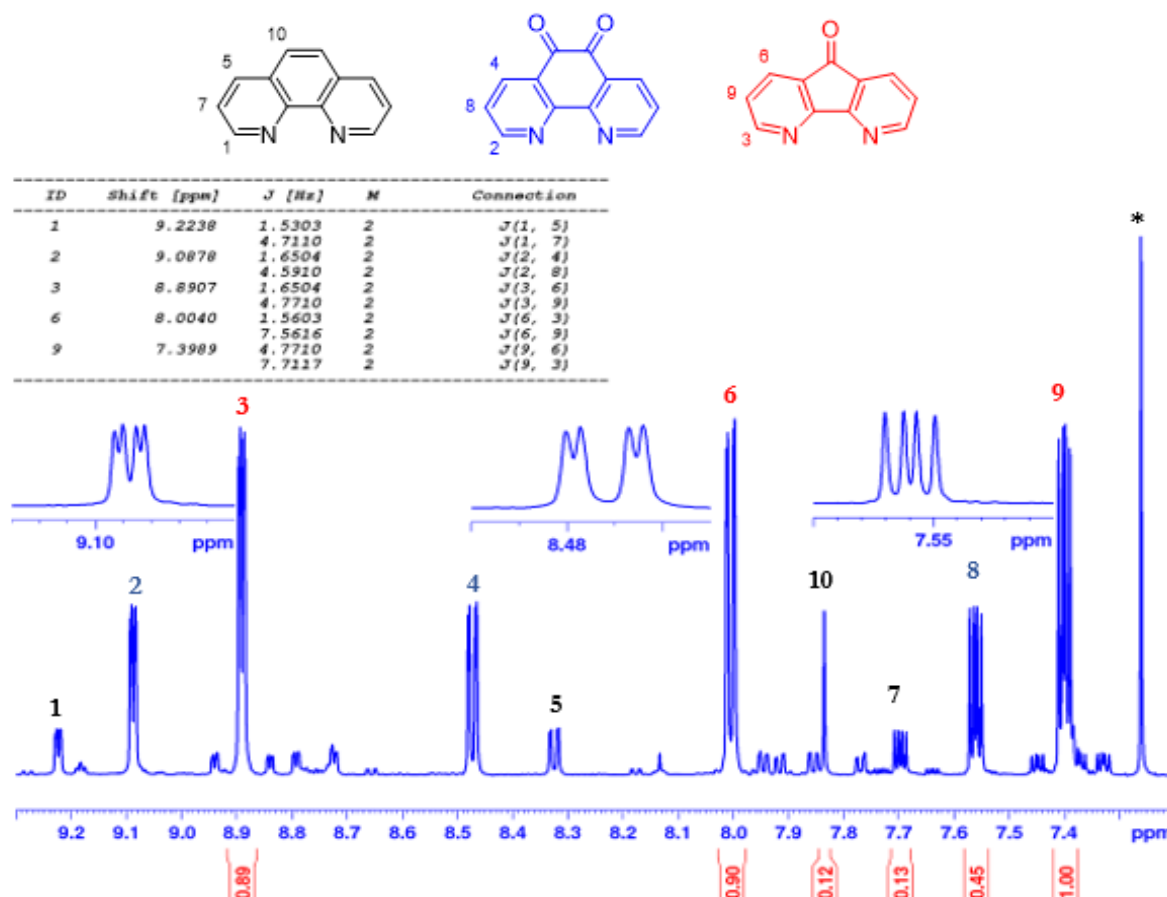 10 O O O
5 4 6
7 8 9
N N N N N N
1 2 3
ID Shift [ppm] J [Hz] M Connection
1 9.2238 1.5303 2 J(1, 5)
4.7110 2 J(1, 7)
2 9.0878 1.6504 2 J(2, 4)
4.5910 2 J(2, 8)
3 8.8907 1.6504 2 J(3, 6)
4.7710 2 J(3, 9)
6 8.0040 1.5603 2 J(6, 3)
7.5616 2 J(6, 9)
9 7.3989 4.7710 2 J(9, 6)
7.7117 2 J(9, 3)
*
3 6 9
9.10 ppm 8.48 ppm 7.55 ppm
2 4 10 8
1 5 7
9.2 9.1 9.0 8.9 8.8 8.7 8.6 8.5 8.4 8.3 8.2 8.1 8.0 7.9 7.8 7.7 7.6 7.5 7.4 ppm
0.89 0.90 0.12 0.13 0.45 1.00